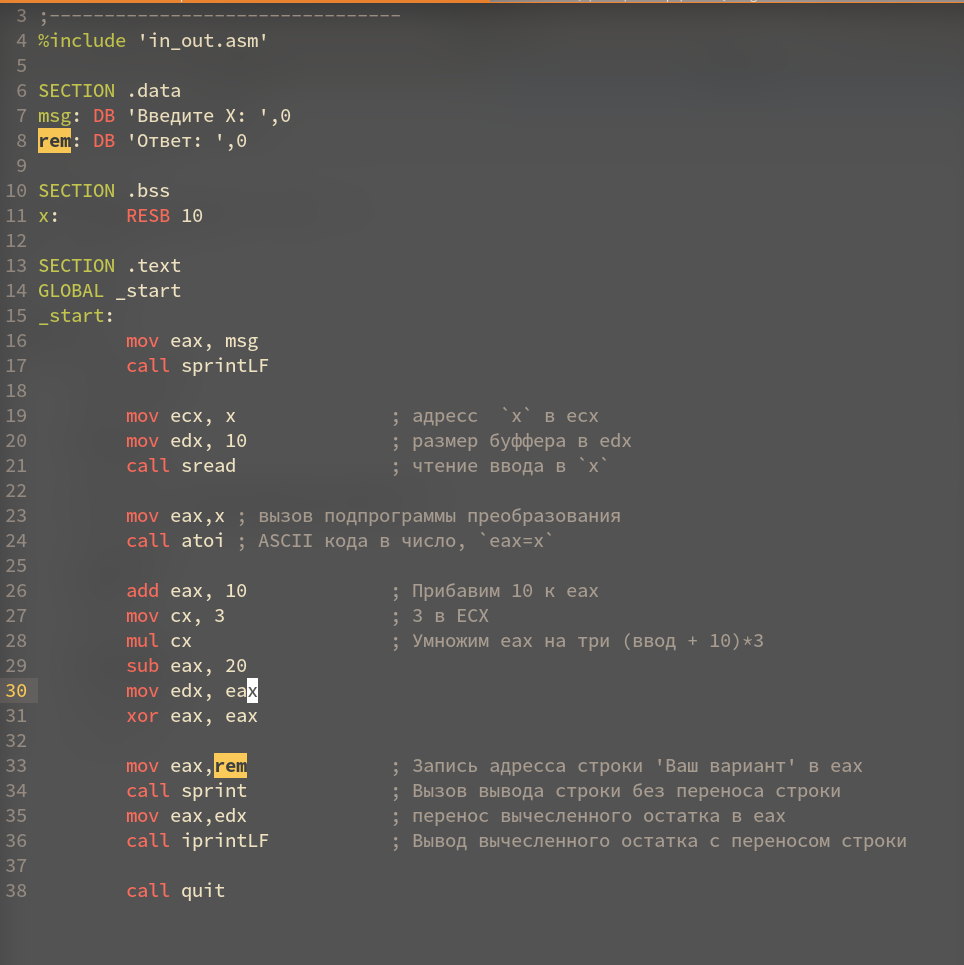 3 ;--------------------------------
4 %include 'in_out.asm'
5
6 SECTION .data
7 msg: DB 'Введите X: ',0
8 rem: DB 'Ответ: ',0
9
10 SECTION .bss
11 x:      RESB 10
12
13 SECTION .text
14 GLOBAL _start
15 _start:
16         mov eax, msg
17         call sprintLF
18
19         mov ecx, x              ; адресс  `x` в ecx
20         mov edx, 10             ; размер буффера в edx
21         call sread              ; чтение ввода в `x`
22
23         mov eax,x ; вызов подпрограммы преобразования
24         call atoi ; ASCII кода в число, `eax=x`
25
26         add eax, 10             ; Прибавим 10 к eax
27         mov cx, 3               ; 3 в ECX
28         mul cx                  ; Умножим eax на три (ввод + 10)*3
29         sub eax, 20
30         mov edx, eax
31         xor eax, eax
32
33         mov eax,rem             ; Запись адресса строки 'Ваш вариант' в eax
34         call sprint             ; Вызов вывода строки без переноса строки
35         mov eax,edx             ; перенос вычесленного остатка в eax
36         call iprintLF           ; Вывод вычесленного остатка с переносом строки
37
38         call quit